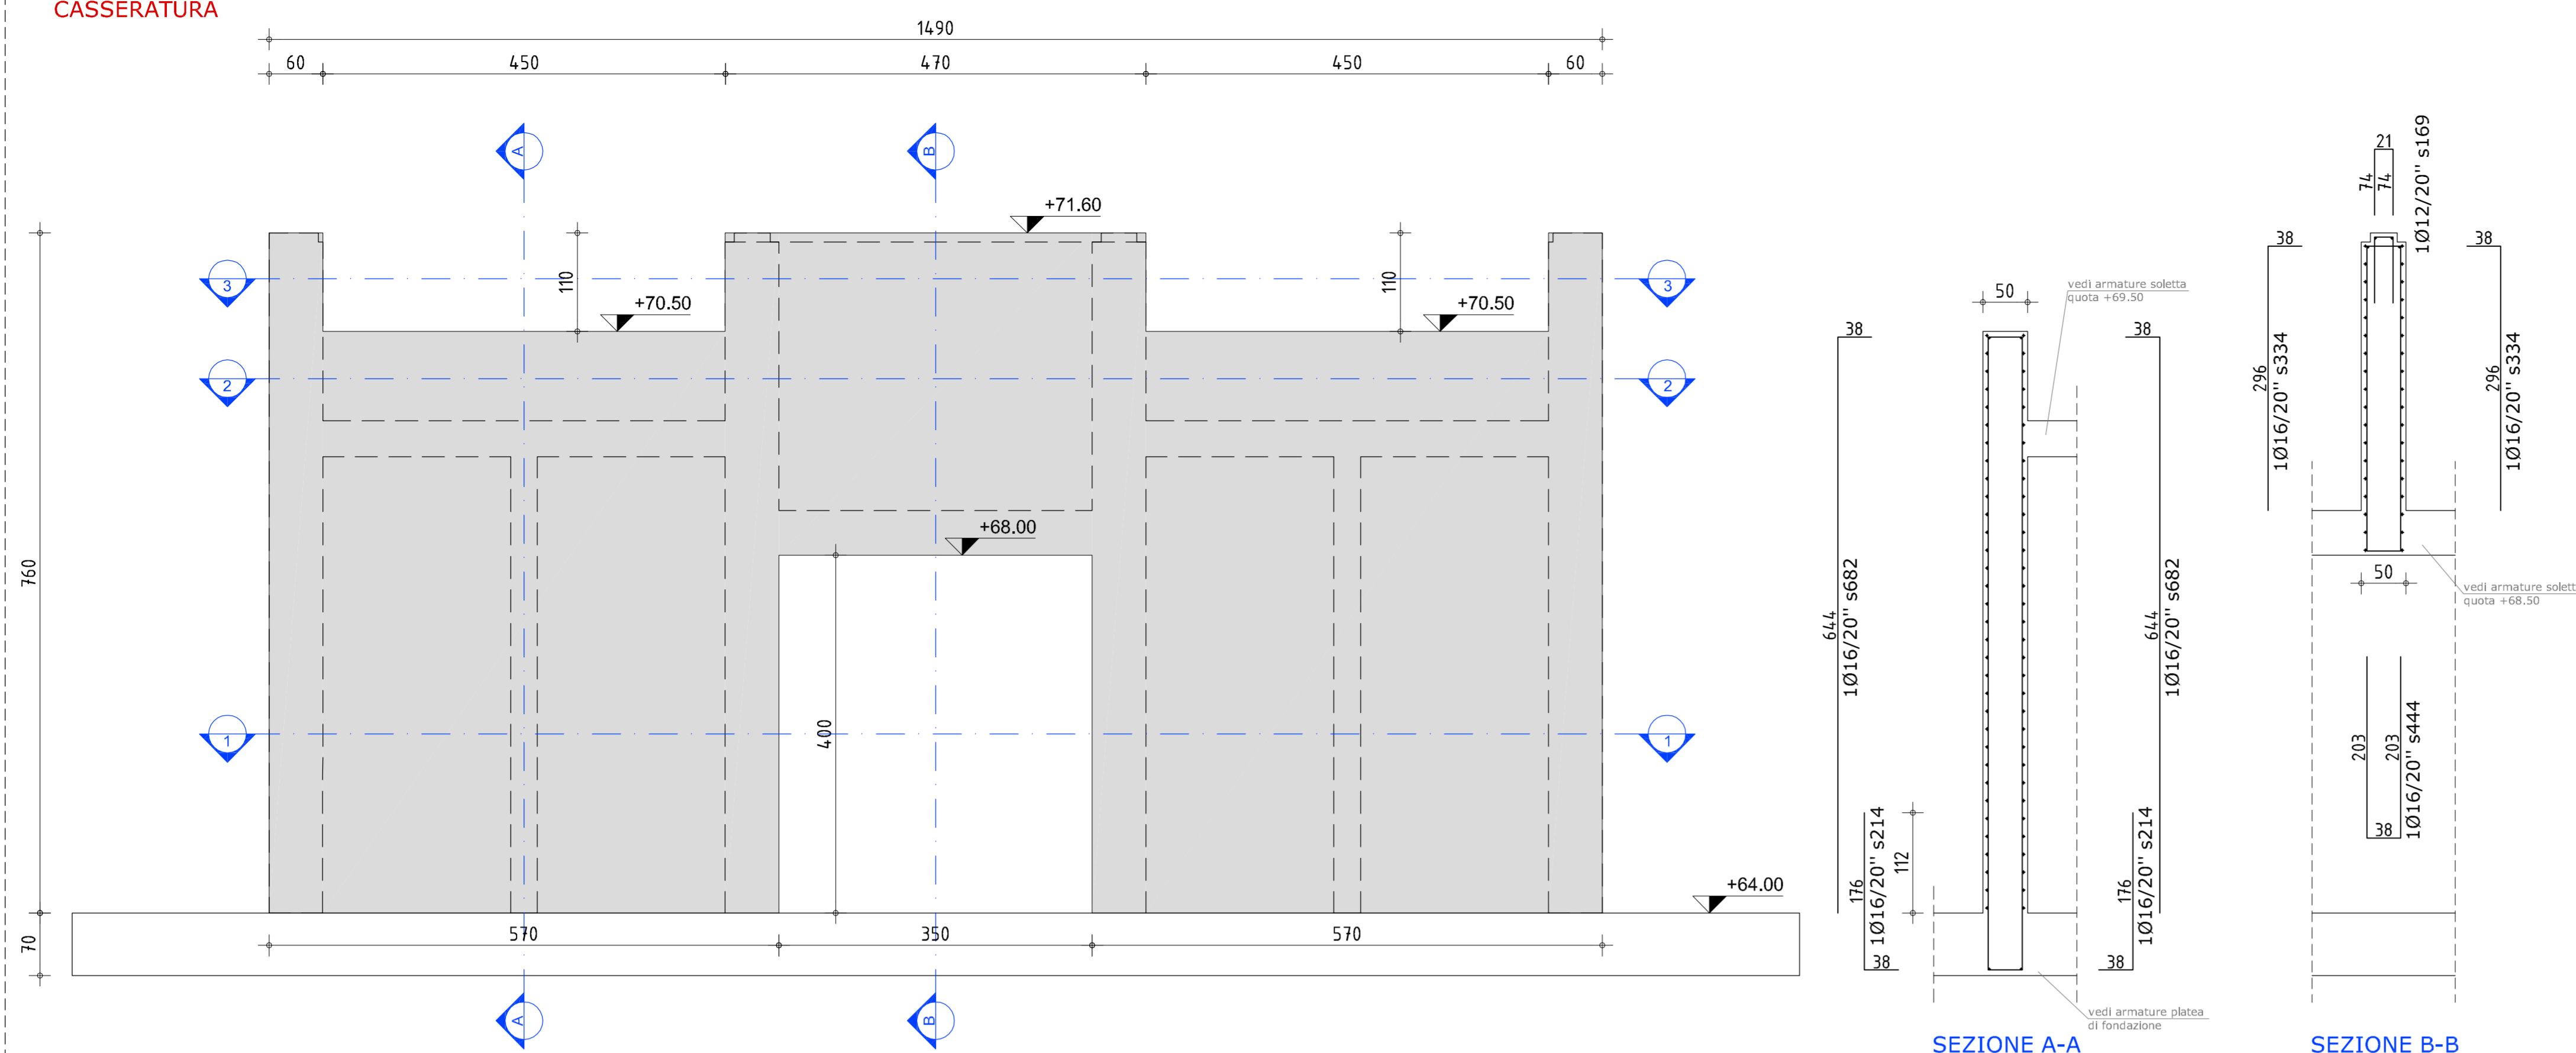 CASSERATURA
1490
60
450
470
450
60
A
B
+71.60
3
110
+70.50
110
+70.50
3
2
2
+68.00
760
400
1
1
+64.00
70
570
350
570
A
B
50
vedi armature soletta
quota +69.50
38
644
1Ø16/20'' s682
38
644
1Ø16/20'' s682
176
1Ø16/20'' s214
38
112
176
1Ø16/20'' s214
38
vedi armature platea
di fondazione
SEZIONE A-A
21
74
74
1Ø12/20'' s169
38
296
1Ø16/20'' s334
38
296
1Ø16/20'' s334
50
vedi armature solett
quota +68.50
203
203
1Ø16/20'' s444
38
SEZIONE B-B